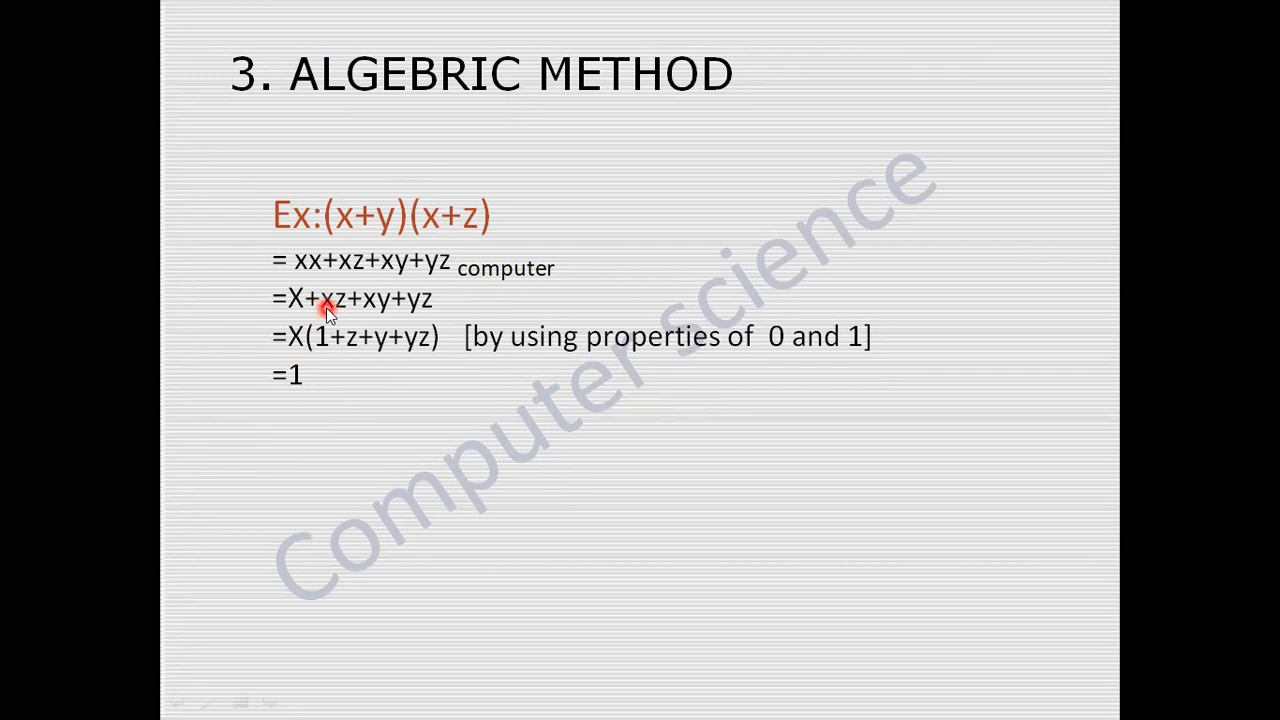 3. ALGEBRIC METHOD
Ex:(x+y)(x+z)
= xx+xz+xy+yz computer
=X+xz+xy+yz
=X(1+z+y+yz) [by using properties of 0 and 1]
=1
Computer science